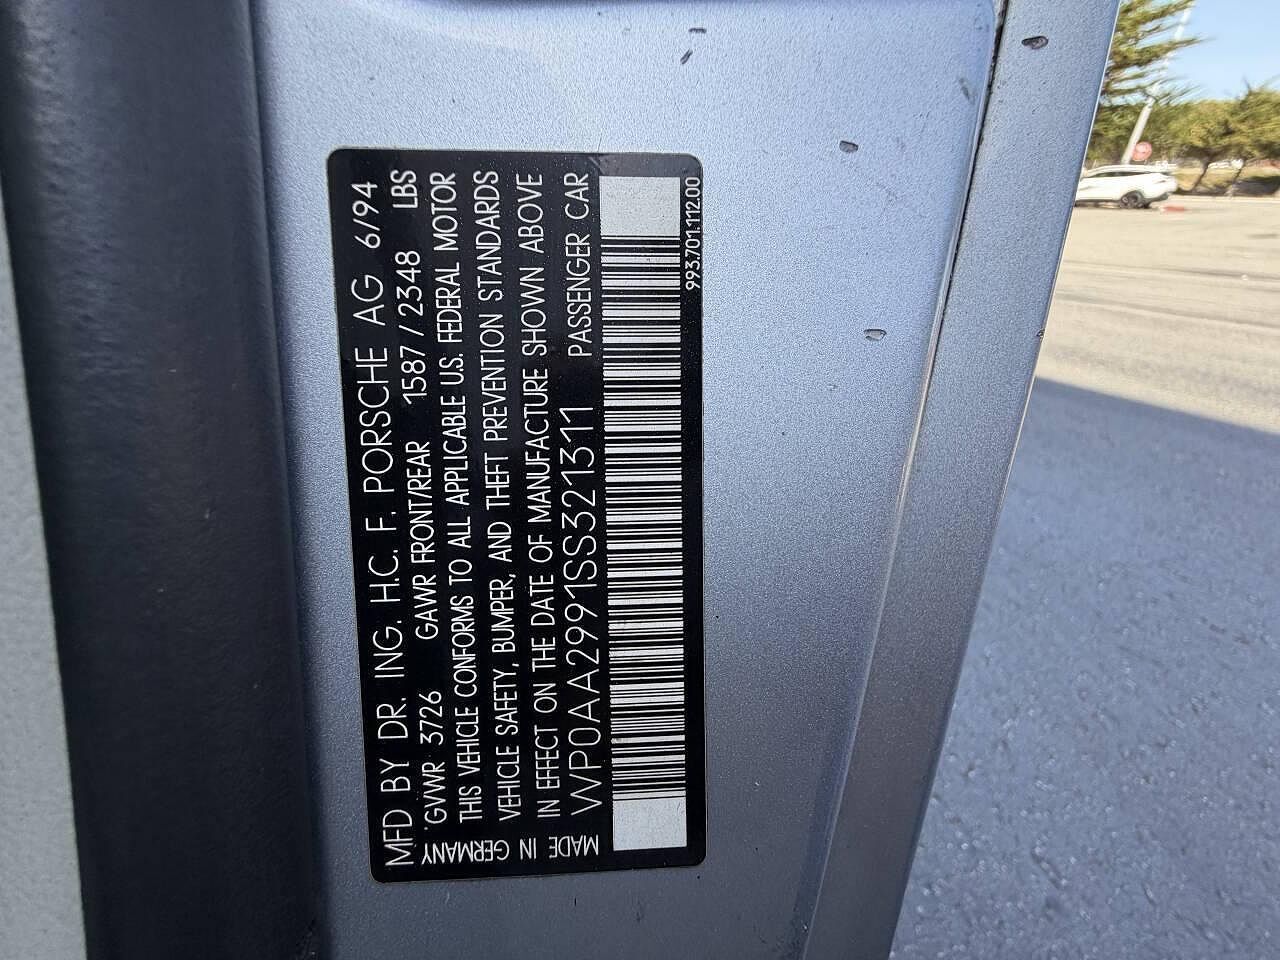 MFD BY DR. ING. H.C. F. PORSCHE AG 6/94
GVWR 3726 GAWR FRONT/REAR 1587 / 2348 LBS
THIS VEHICLE CONFORMS TO ALL APPLICABLE U.S. FEDERAL MOTOR
VEHICLE SAFETY, BUMPER, AND THEFT PREVENTION STANDARDS
IN EFFECT ON THE DATE OF MANUFACTURE SHOWN ABOVE
WP0AA2991SS321311 PASSENGER CAR
MADE IN GERMANY
993.701.112.00